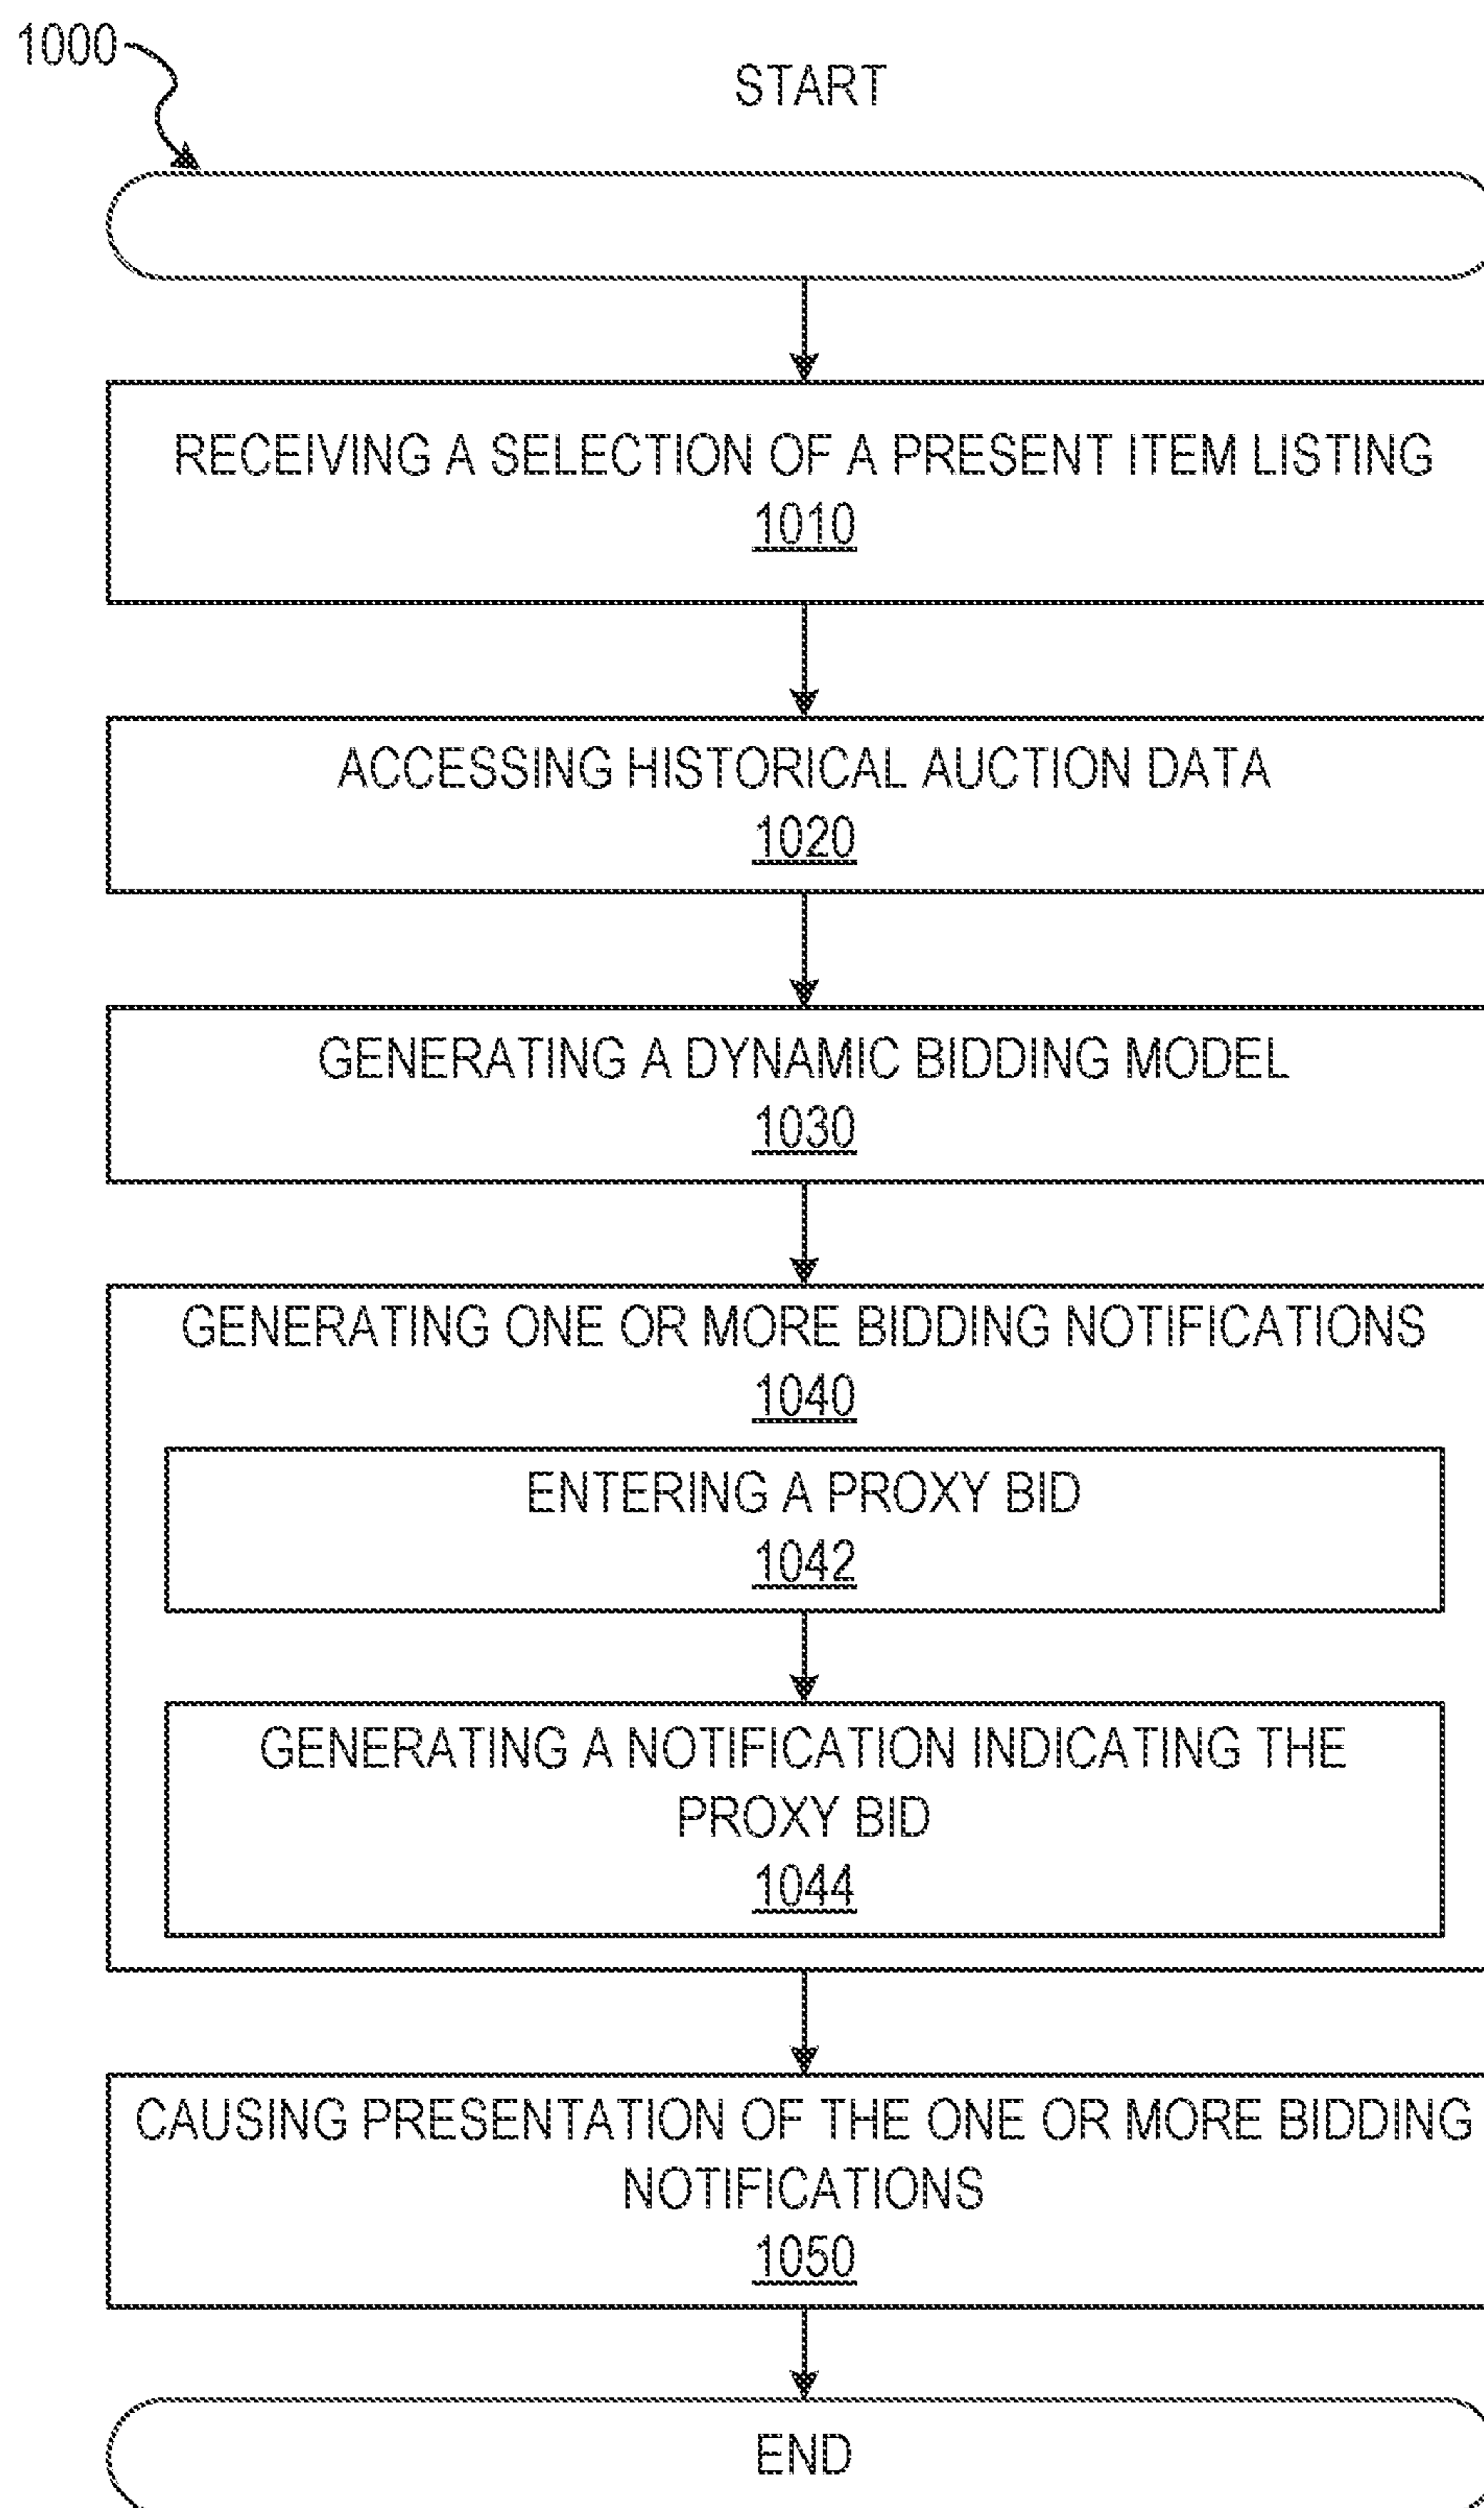 1000
START
RECEIVING A SELECTION OF A PRESENT ITEM LISTING
1010
ACCESSING HISTORICAL AUCTION DATA
1020
GENERATING A DYNAMIC BIDDING MODEL
1030
GENERATING ONE OR MORE BIDDING NOTIFICATIONS
1040
ENTERING A PROXY BID
1042
GENERATING A NOTIFICATION INDICATING THE
PROXY BID
1044
CAUSING PRESENTATION OF THE ONE OR MORE BIDDING
NOTIFICATIONS
1050
END